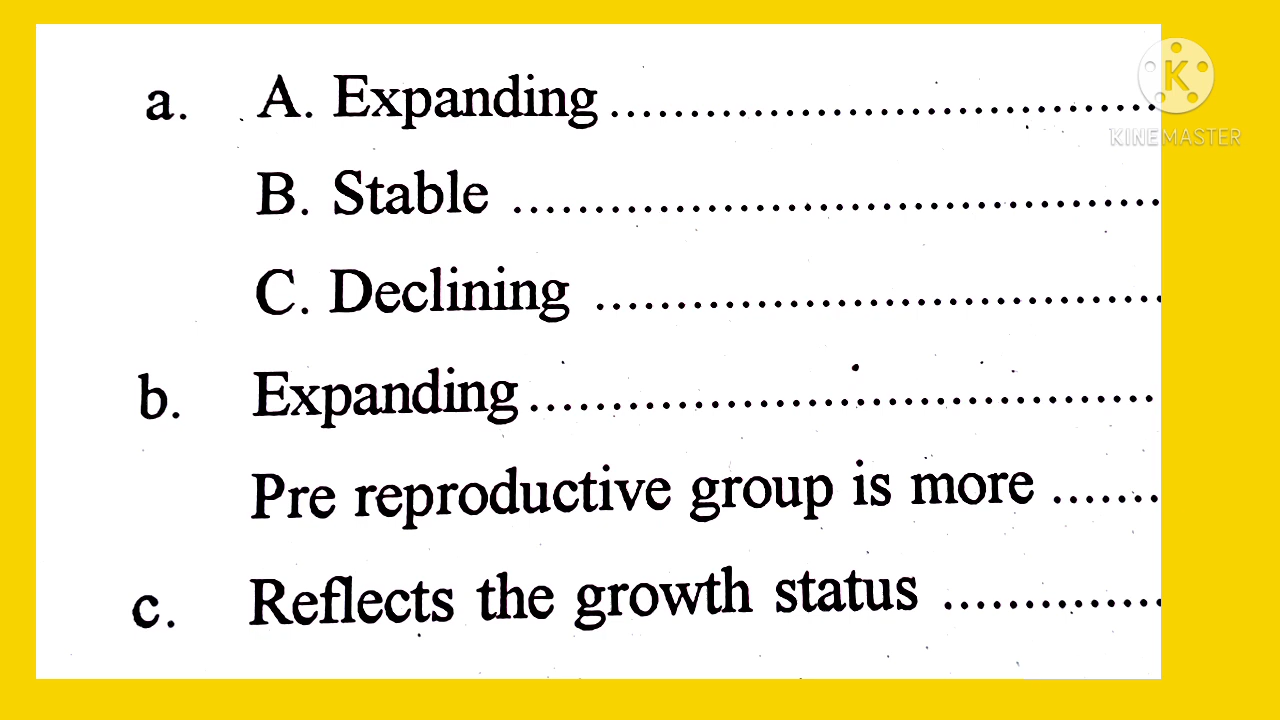 a. A. Expanding ........................................
B. Stable ........................................
C. Declining ...................................
b. Expanding ......................................
Pre reproductive group is more .......
c. Reflects the growth status ..............
K
KINEMASTER